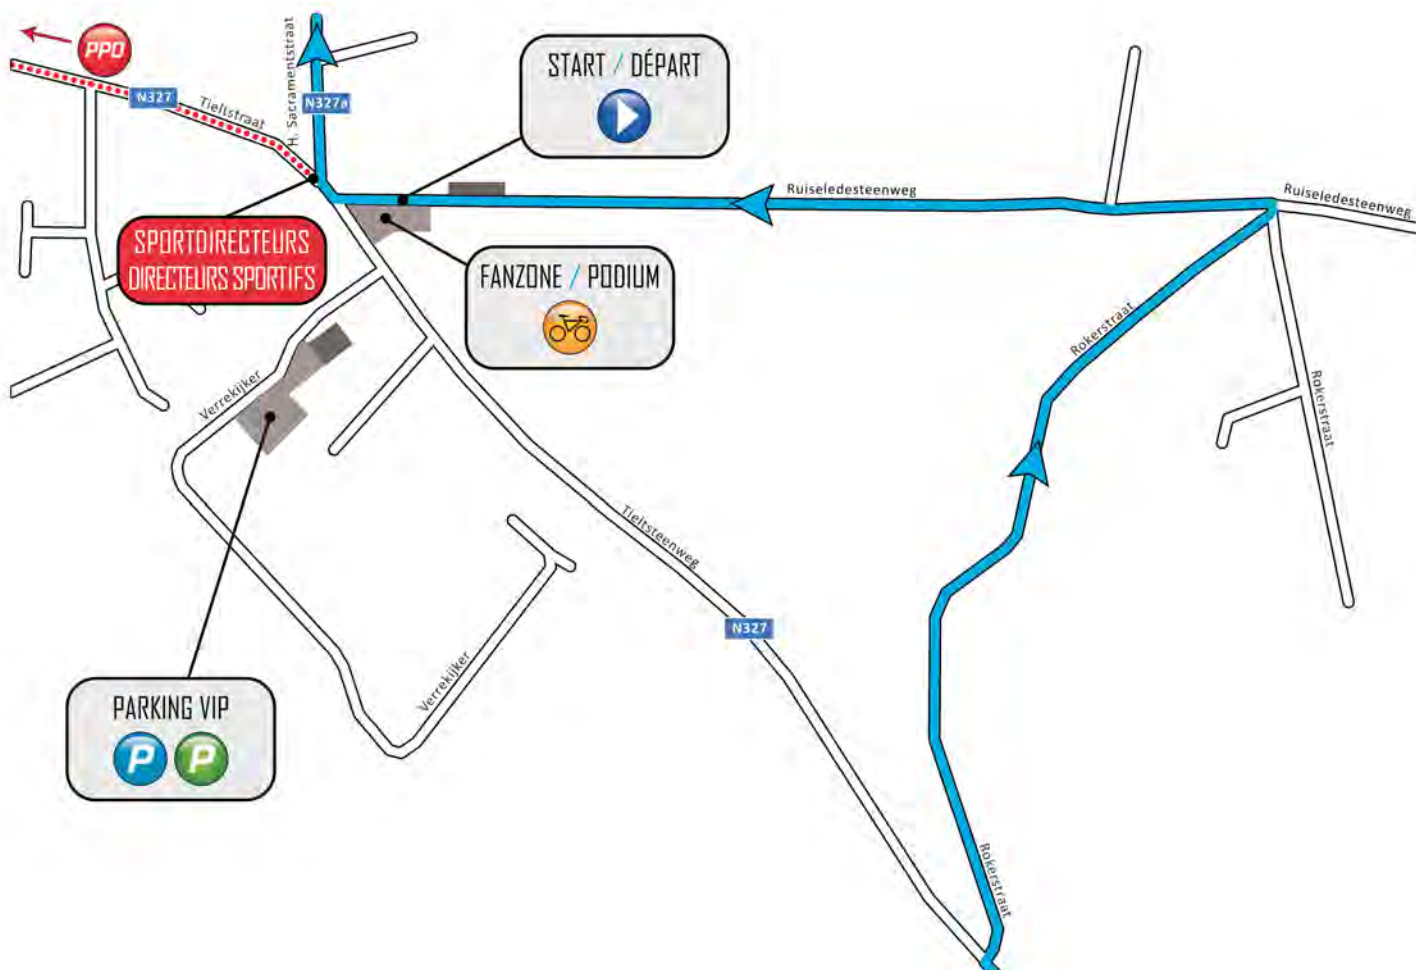 PPO
N327
Tieltstraat
H. Sacramentstraat
N327a
START / DÉPART
Ruiseledesteenweg
Ruiseledesteenweg
SPORTDIRECTEURS
DIRECTEURS SPORTIFS
FANZONE / PODIUM
Rokerstraat
Rokerstraat
Verrekijker
Tieltsteenweg
N327
Verrekijker
PARKING VIP
P P
Rokerstraat